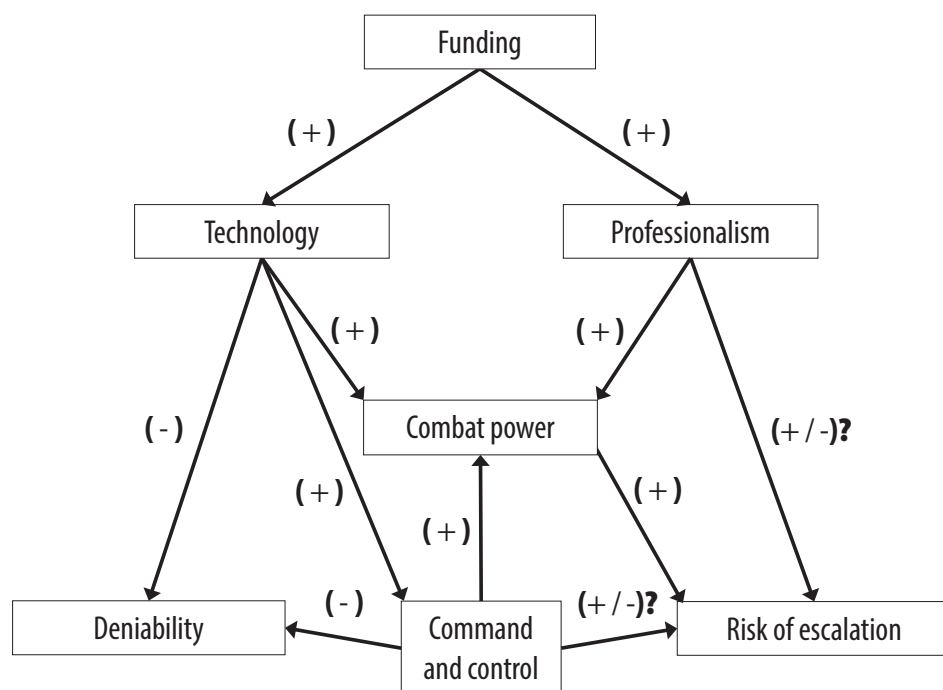 Funding
( + )
( + )
Technology
Professionalism
( + )
( + )
( - )
Combat power
( + / - )?
( + )
( + )
( + )
( - )
( + / - )?
Deniability
Command
and control
Risk of escalation